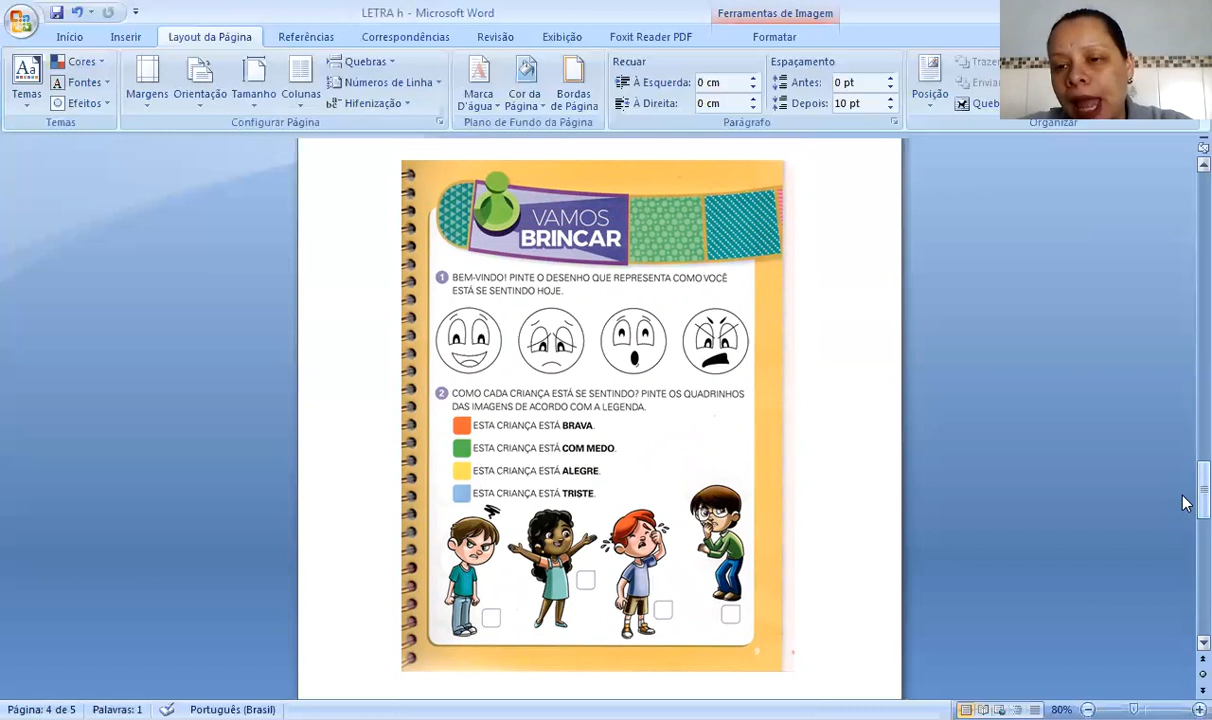 LETRA h - Microsoft Word
Ferramentas de Imagem
Início Inserir Layout da Página Referências Correspondências Revisão Exibição Foxit Reader PDF Formatar
Aa Temas Cores Fontes Efeitos
Temas
Margens Orientação Tamanho Colunas Quebras Números de Linha Hifenização
Configurar Página
Marca D'água Cor da Página Bordas de Página
Plano de Fundo da Página
Recuar Espaçamento
À Esquerda: 0 cm Antes: 0 pt
À Direita: 0 cm Depois: 10 pt
Parágrafo
Posição
Organizar
VAMOS
BRINCAR
1 BEM-VINDO! PINTE O DESENHO QUE REPRESENTA COMO VOCÊ
ESTÁ SE SENTINDO HOJE.
2 COMO CADA CRIANÇA ESTÁ SE SENTINDO? PINTE OS QUADRINHOS
DAS IMAGENS DE ACORDO COM A LEGENDA.
ESTA CRIANÇA ESTÁ BRAVA.
ESTA CRIANÇA ESTÁ COM MEDO.
ESTA CRIANÇA ESTÁ ALEGRE.
ESTA CRIANÇA ESTÁ TRISTE.
9
Página: 4 de 5 Palavras: 1 Português (Brasil) 80%